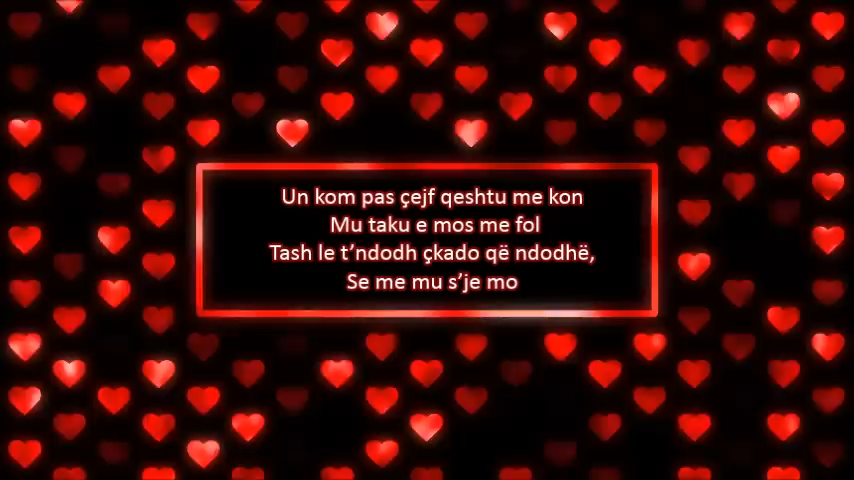 Un kom pas çejf qeshtu me kon
Mu taku e mos me fol
Tash le t’ndodh çkado që ndodhë,
Se me mu s’je mo